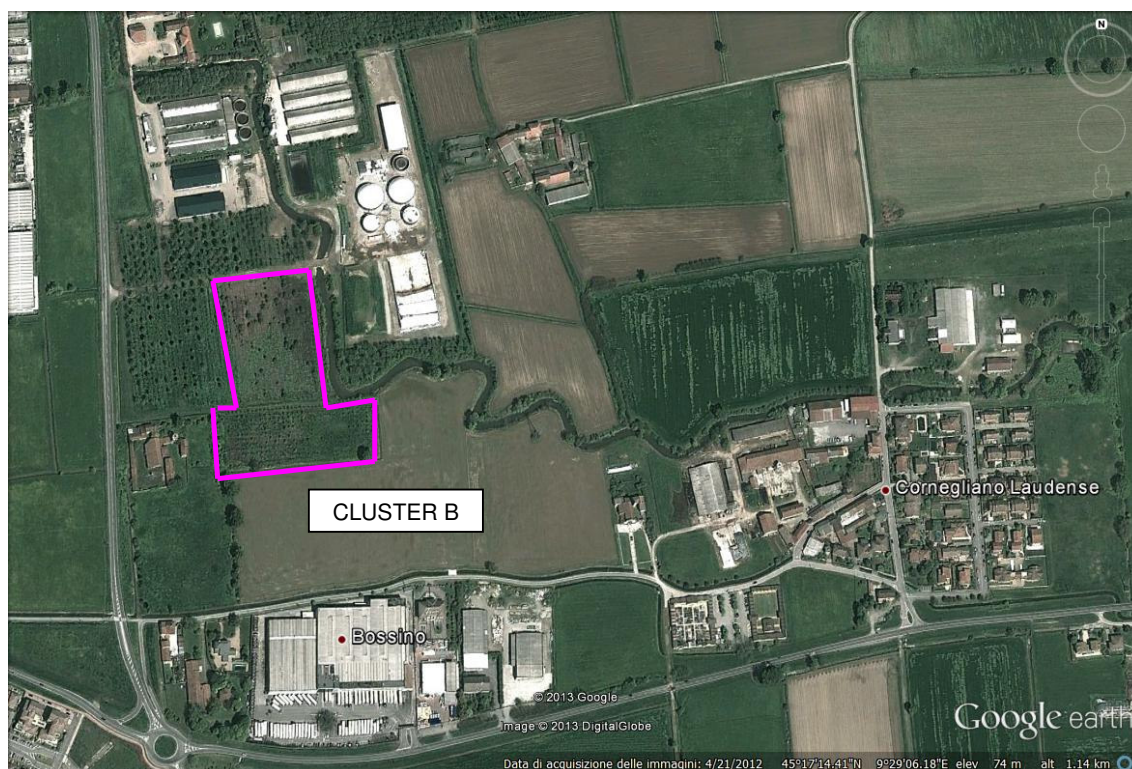 N
CLUSTER B
Cornegliano Laudense
Bossino
© 2013 Google
Image © 2013 DigitalGlobe
Google earth
Data di acquisizione delle immagini: 4/21/2012 45°17'14.41"N 9°29'06.18"E elev 74 m alt 1.14 km